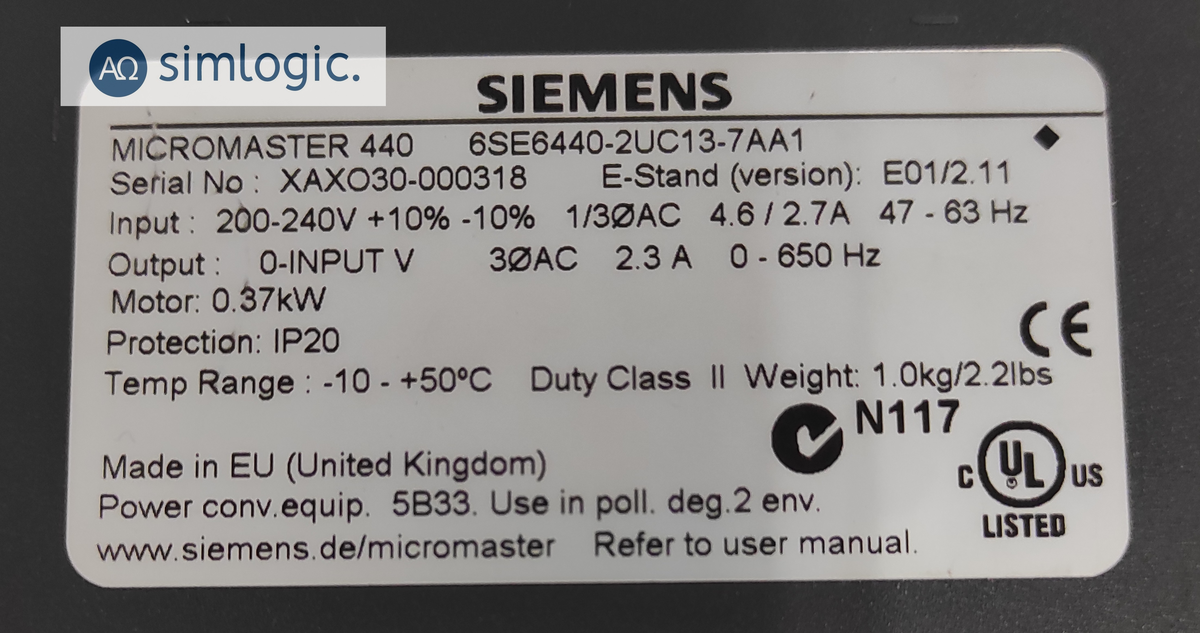 AΩ simlogic.
SIEMENS
MICROMASTER 440 6SE6440-2UC13-7AA1
Serial No : XAXO30-000318 E-Stand (version): E01/2.11
Input : 200-240V +10% -10% 1/3ØAC 4.6 / 2.7A 47 - 63 Hz
Output : 0-INPUT V 3ØAC 2.3 A 0 - 650 Hz
Motor: 0.37kW
Protection: IP20
CE
Temp Range : -10 - +50ºC Duty Class II Weight: 1.0kg/2.2lbs
N117
Made in EU (United Kingdom)
C UL US
LISTED
Power conv.equip. 5B33. Use in poll. deg.2 env.
www.siemens.de/micromaster Refer to user manual.